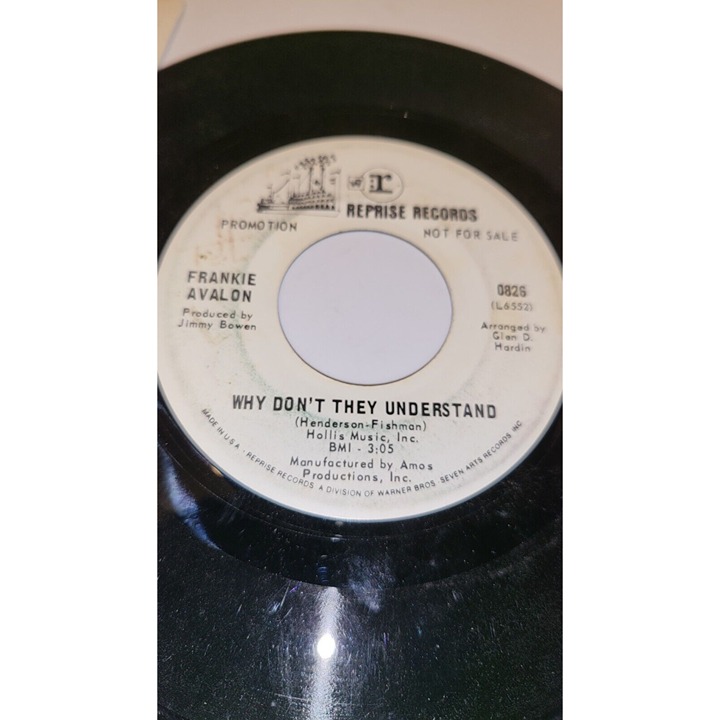 REPRISE RECORDS
PROMOTION
NOT FOR SALE
FRANKIE
AVALON
Produced by
Jimmy Bowen
0826
(L6552)
Arranged by
Glen D.
Hardin
WHY DON'T THEY UNDERSTAND
(Henderson-Fishman)
Hollis Music, Inc.
BMI - 3:05
Manufactured by Amos
Productions, Inc.
MADE IN U.S.A. - REPRISE RECORDS, A DIVISION OF WARNER BROS. SEVEN ARTS RECORDS, INC.